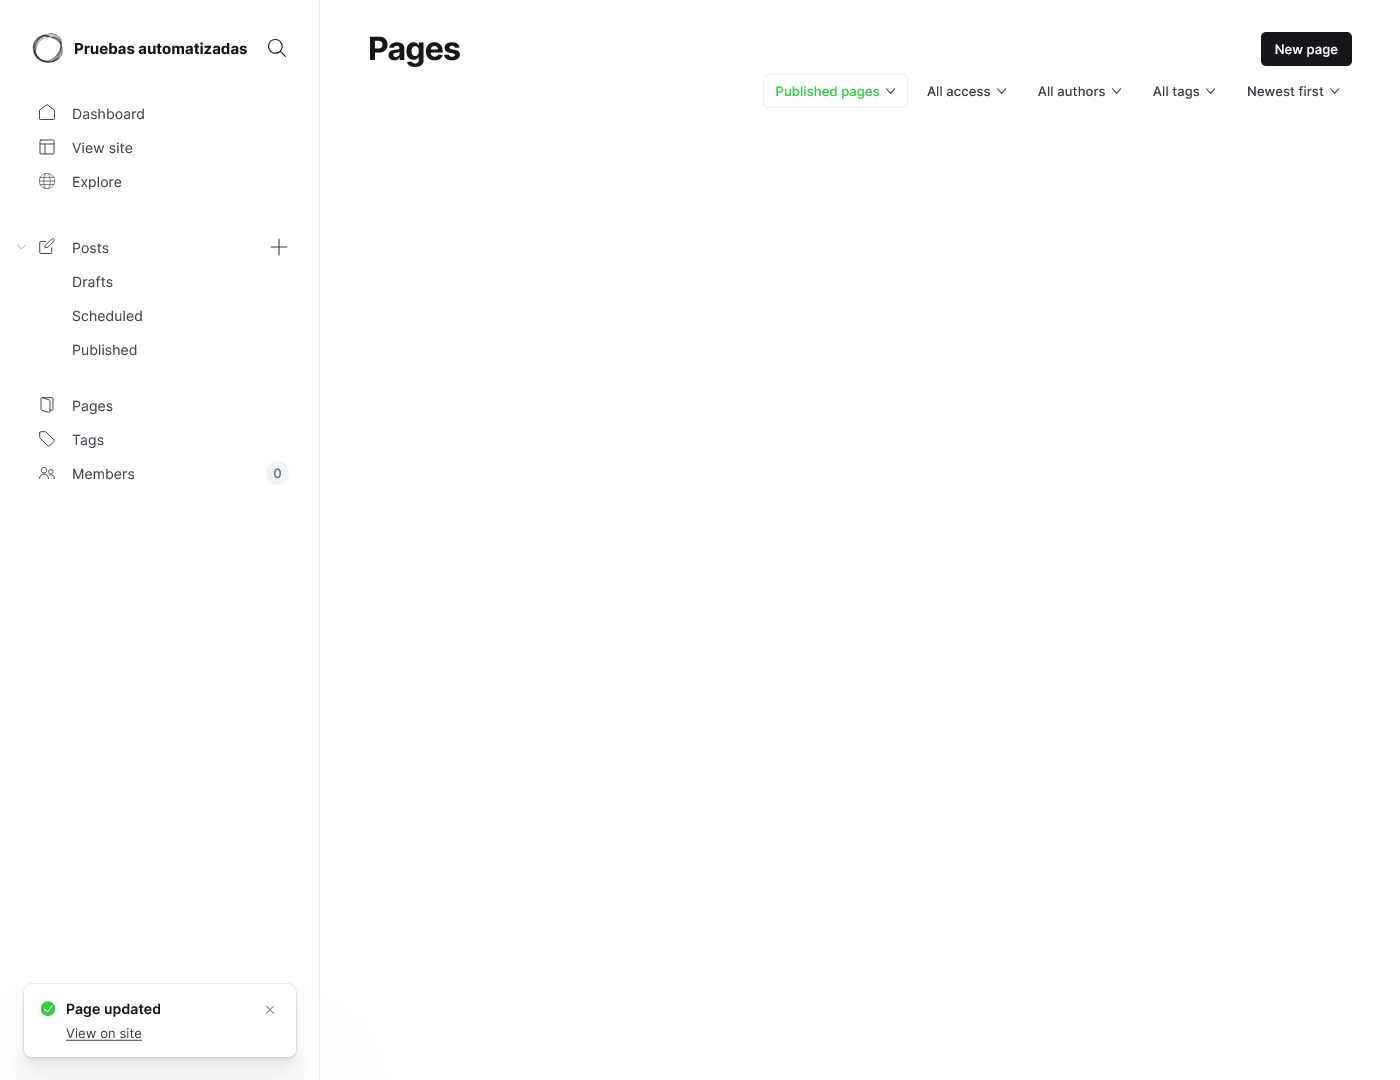 Pruebas automatizadas
Dashboard
View site
Explore
Posts
Drafts
Scheduled
Published
Pages
Tags
Members 0
Page updated
View on site
Pages
New page
Published pages All access All authors All tags Newest first